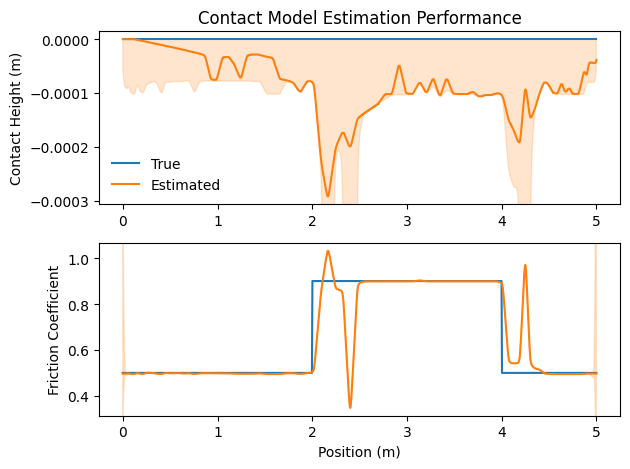 Contact Model Estimation Performance
Contact Height (m)
0.0000
−0.0001
−0.0002
−0.0003
True
Estimated
0 1 2 3 4 5
Friction Coefficient
1.0
0.8
0.6
0.4
0 1 2 3 4 5
Position (m)